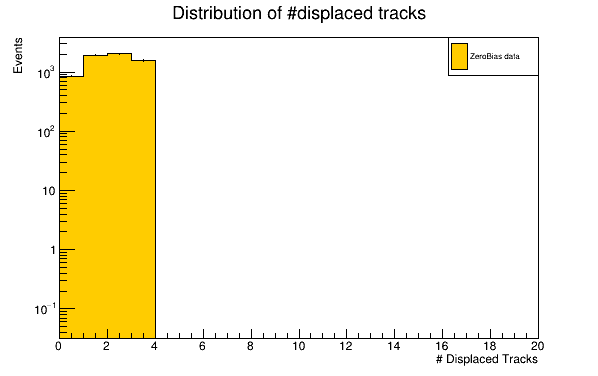 Distribution of #displaced tracks
Events
ZeroBias data
10³
10²
10
1
10⁻¹
0 2 4 6 8 10 12 14 16 18 20
# Displaced Tracks